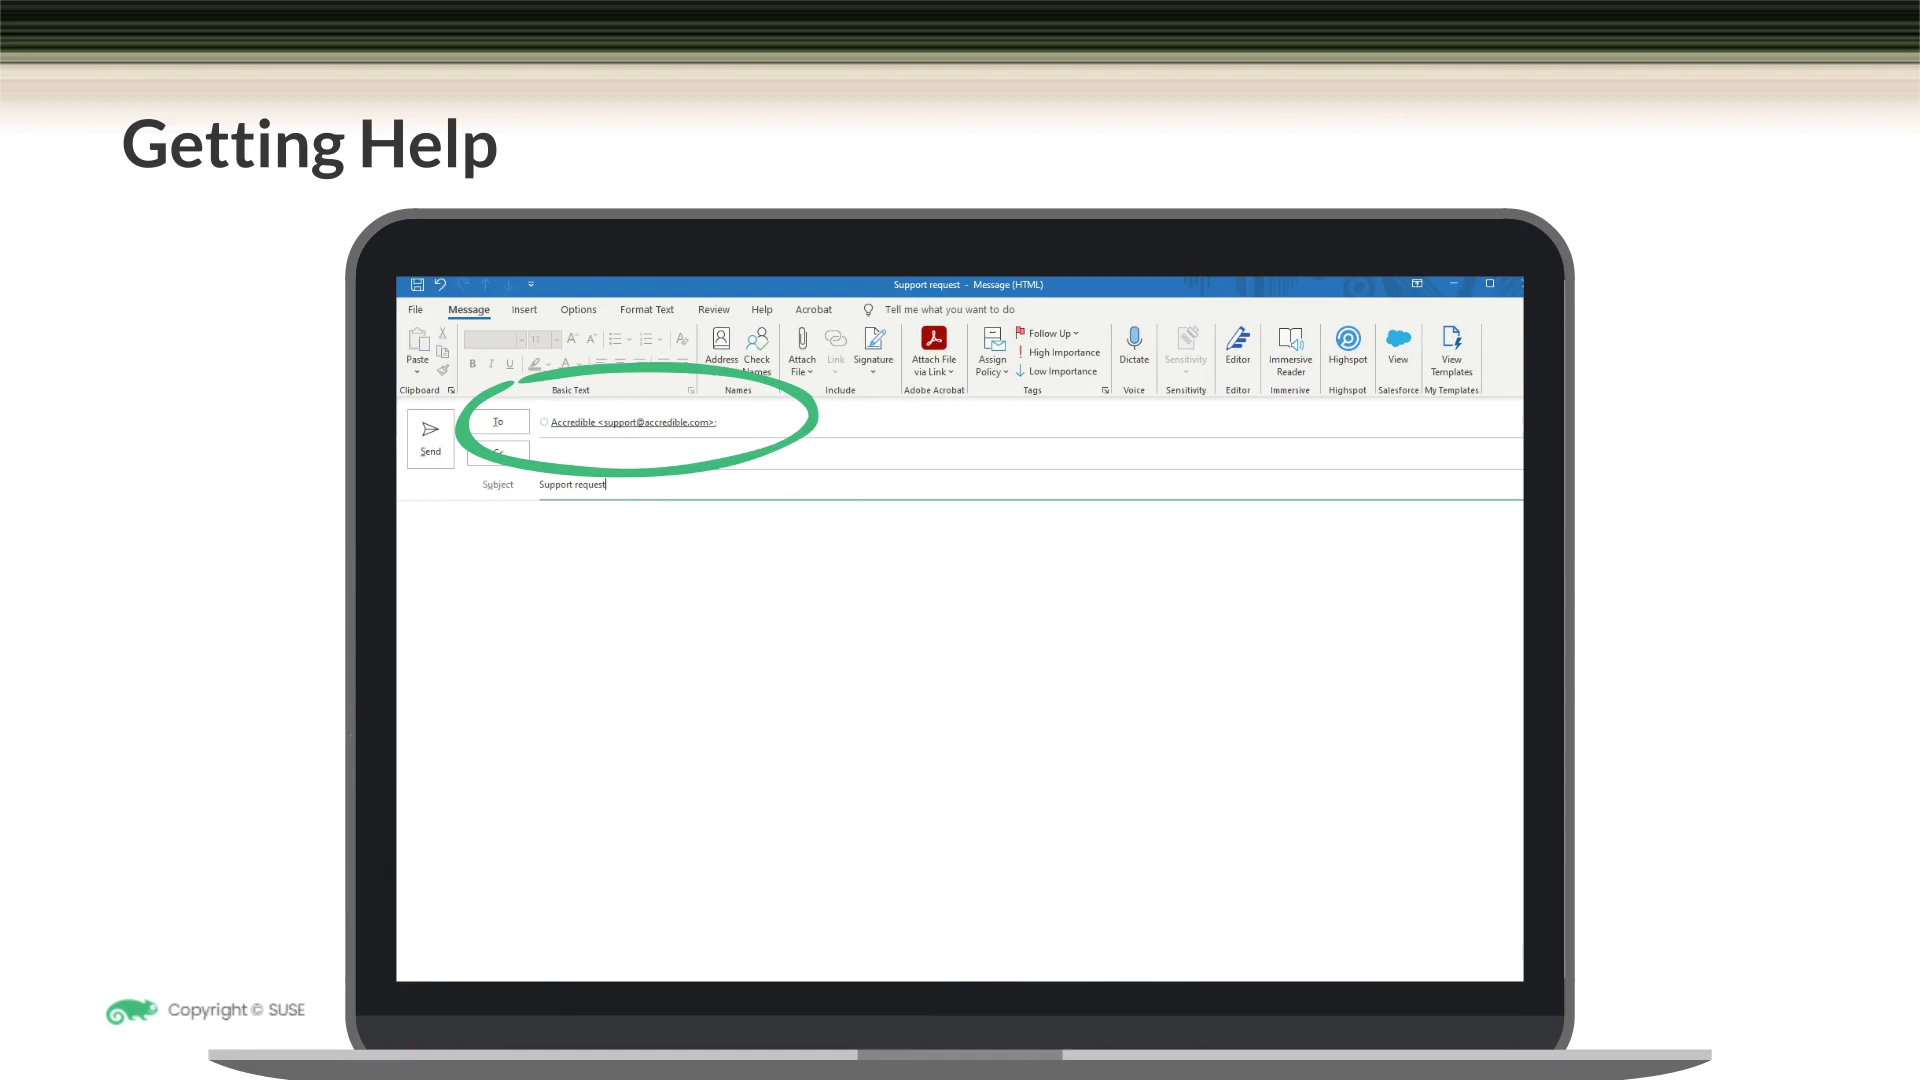 Getting Help
Support request - Message (HTML)
File Message Insert Options Format Text Review Help Acrobat Tell me what you want to do
11
Follow Up
High Importance
Low Importance
Paste Address Check Attach Link Signature Attach File Assign Dictate Sensitivity Editor Immersive Highspot View View
Names File via Link Policy Reader Templates
B I U A
Clipboard Basic Text Names Include Adobe Acrobat Tags Voice Sensitivity Editor Immersive Highspot Salesforce My Templates
To Accredible <support@accredible.com>;
Send
Subject Support request
Copyright © SUSE